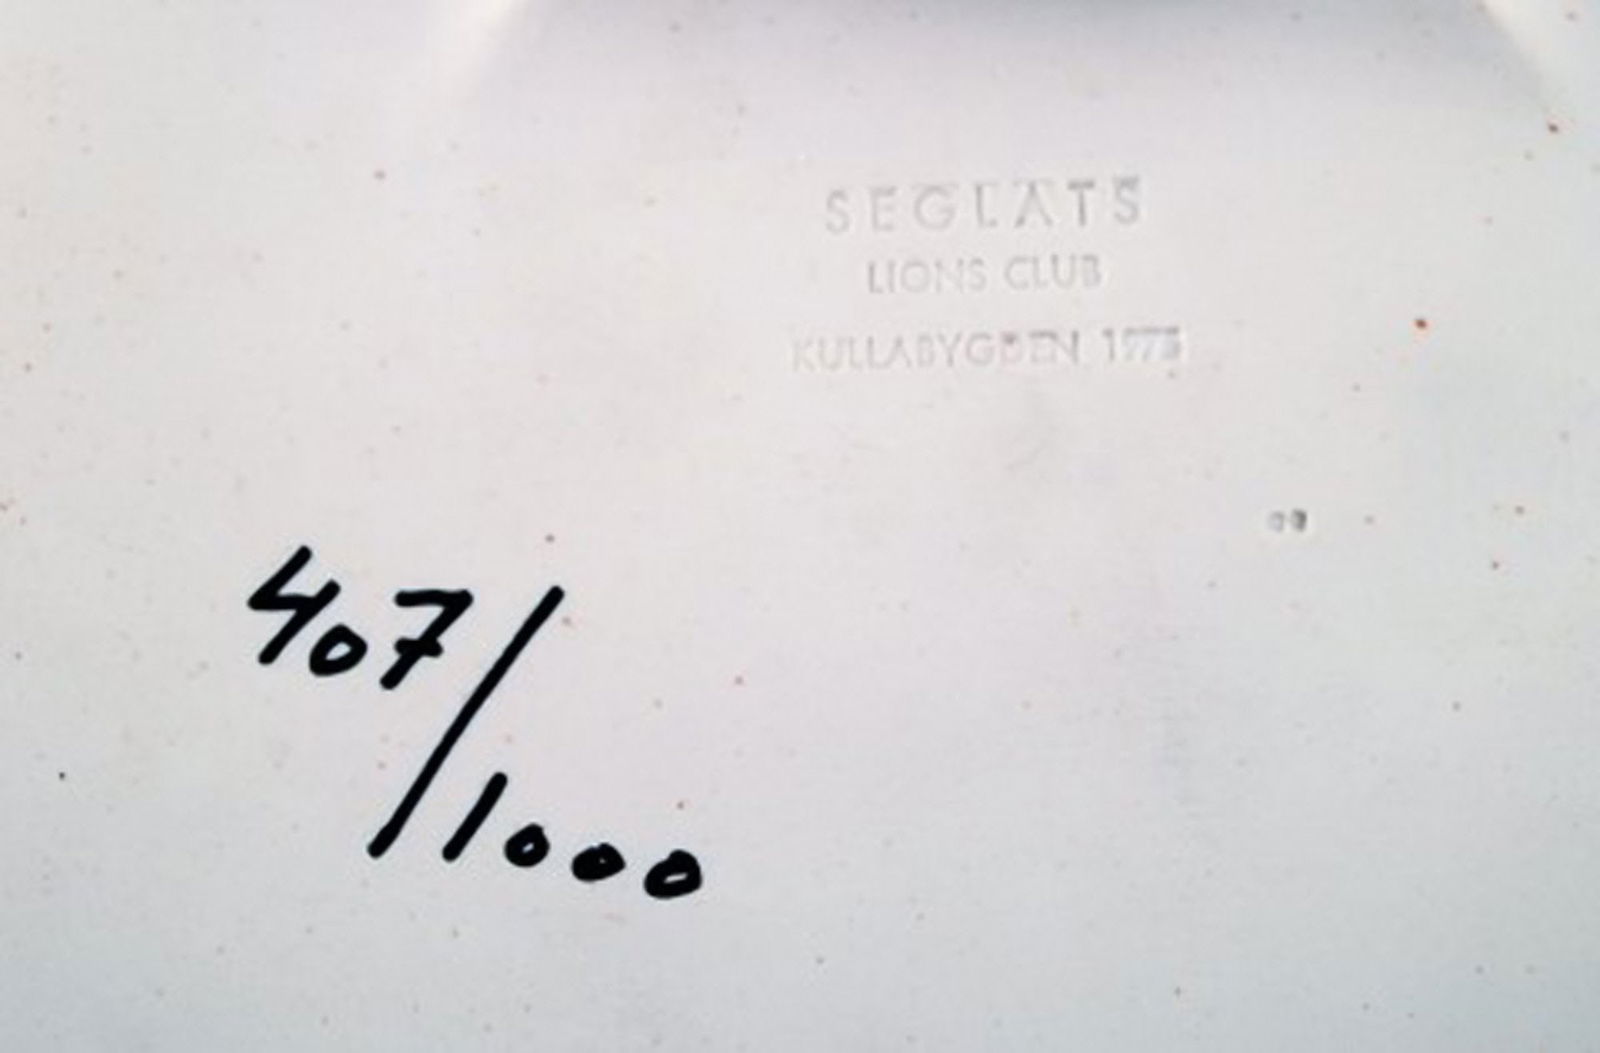 SEGLATS
LIONS CLUB
KULLABYGDEN
407/1000